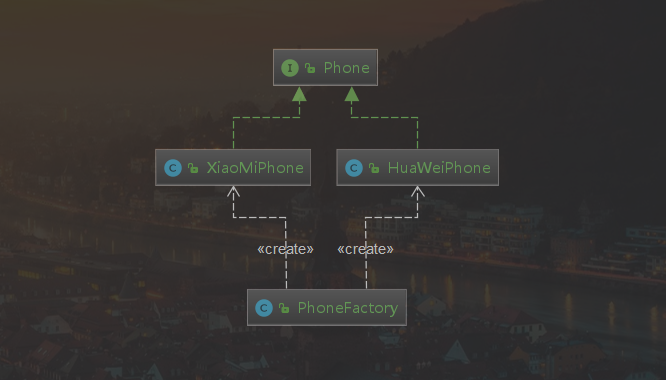 I Phone
C XiaoMiPhone
C HuaWeiPhone
«create»
«create»
C PhoneFactory